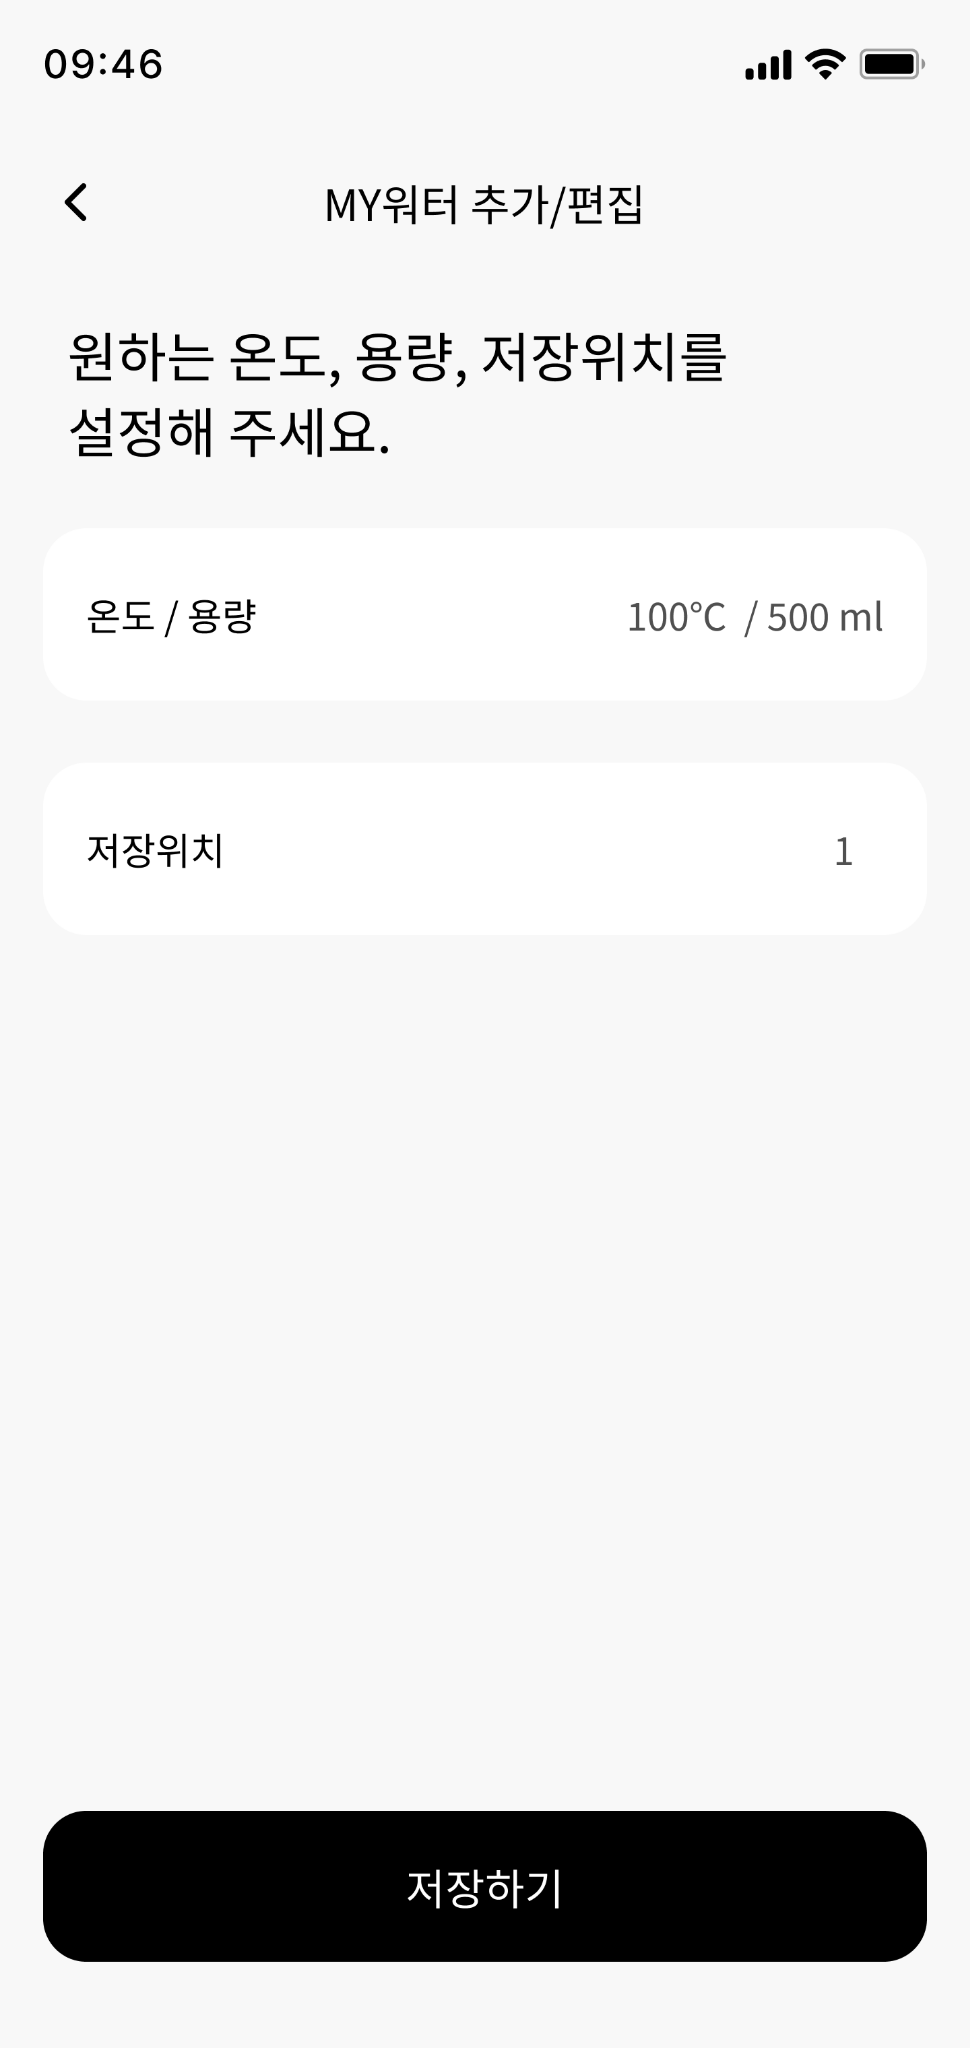 09:46
MY워터 추가/편집
원하는 온도, 용량, 저장위치를
설정해 주세요.
온도 / 용량 100°C / 500 ml
저장위치 1
저장하기